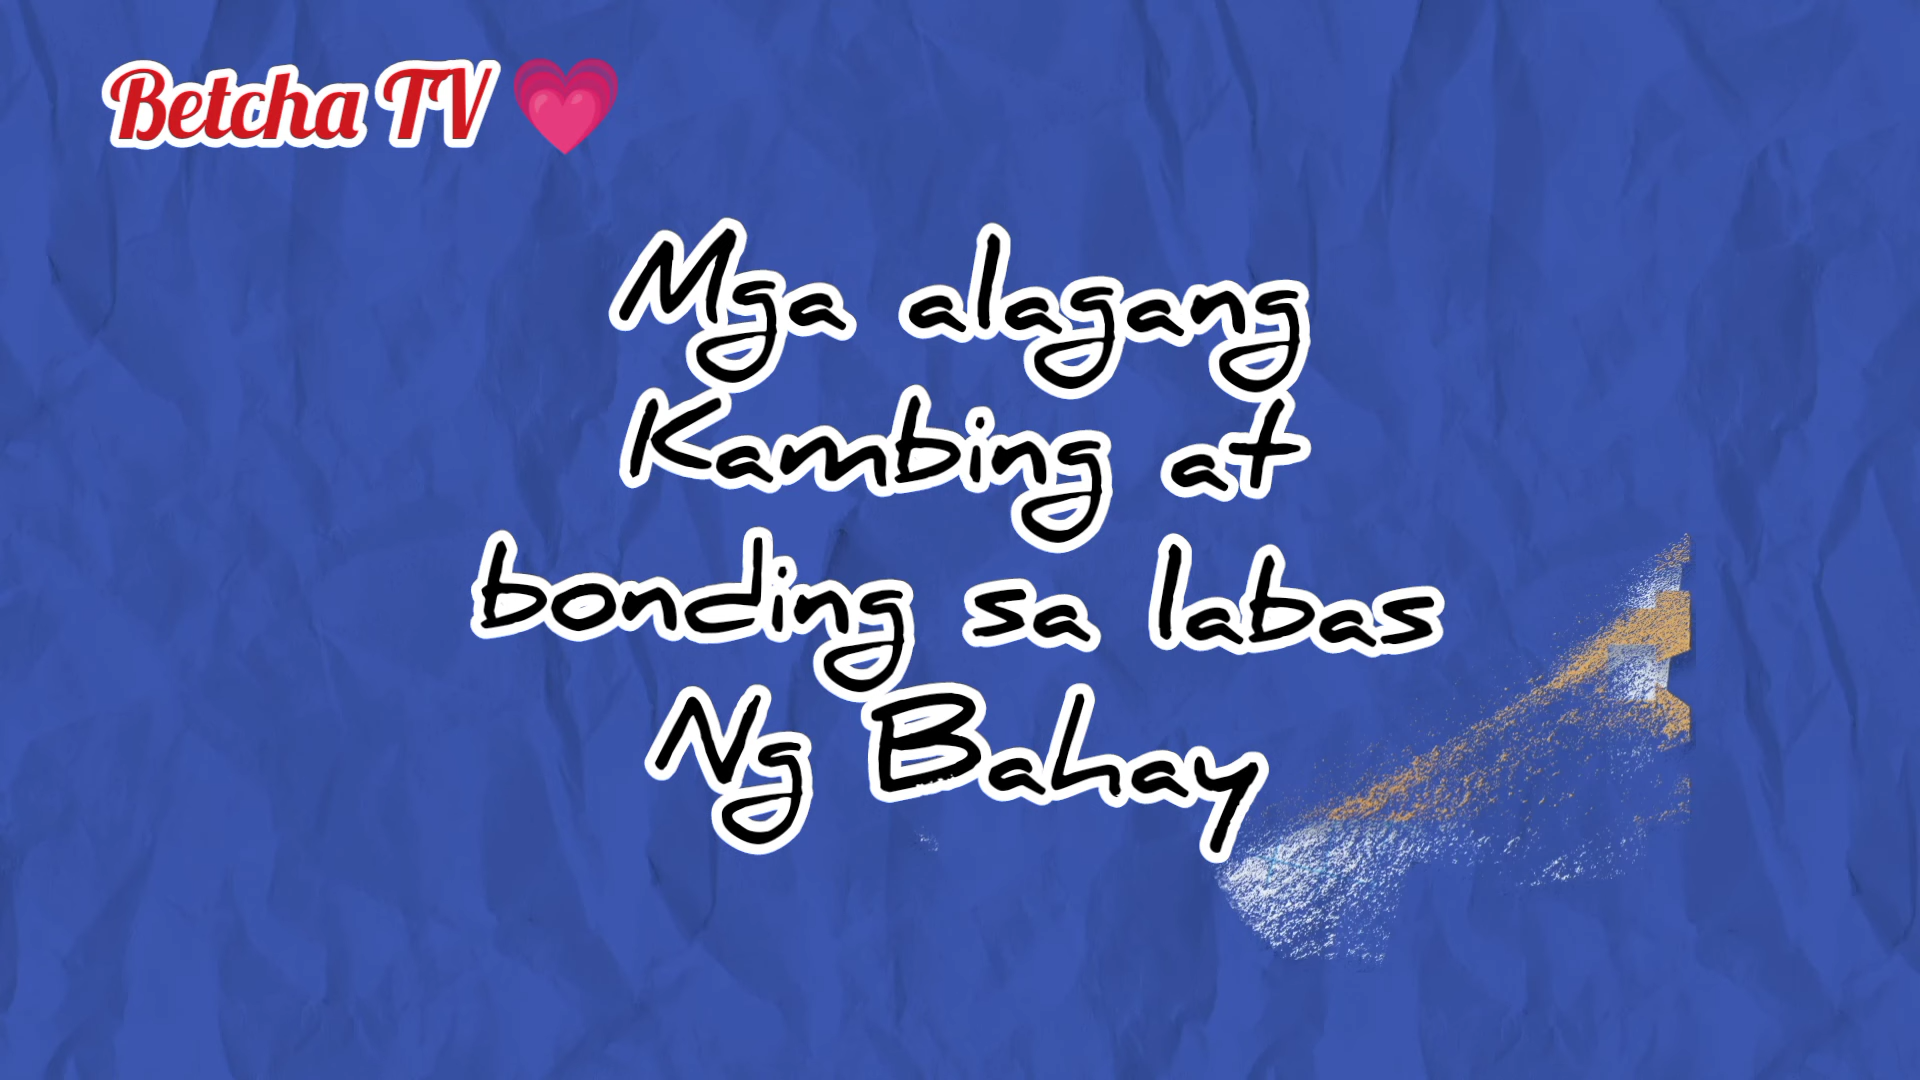 Betcha TV 💗
Mga alagang
Kambing at
bonding sa labas
Ng Bahay